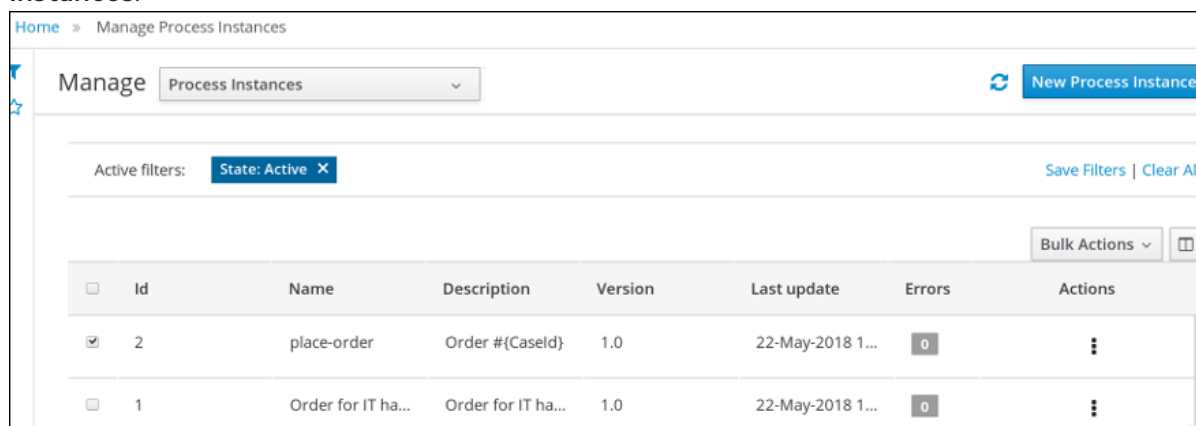 Home » Manage Process Instances
Manage Process Instances
New Process Instance
Active filters: State: Active ×
Save Filters | Clear Al
Bulk Actions
Id Name Description Version Last update Errors Actions
2 place-order Order #{CaseId} 1.0 22-May-2018 1... 0
1 Order for IT ha... Order for IT ha... 1.0 22-May-2018 1... 0